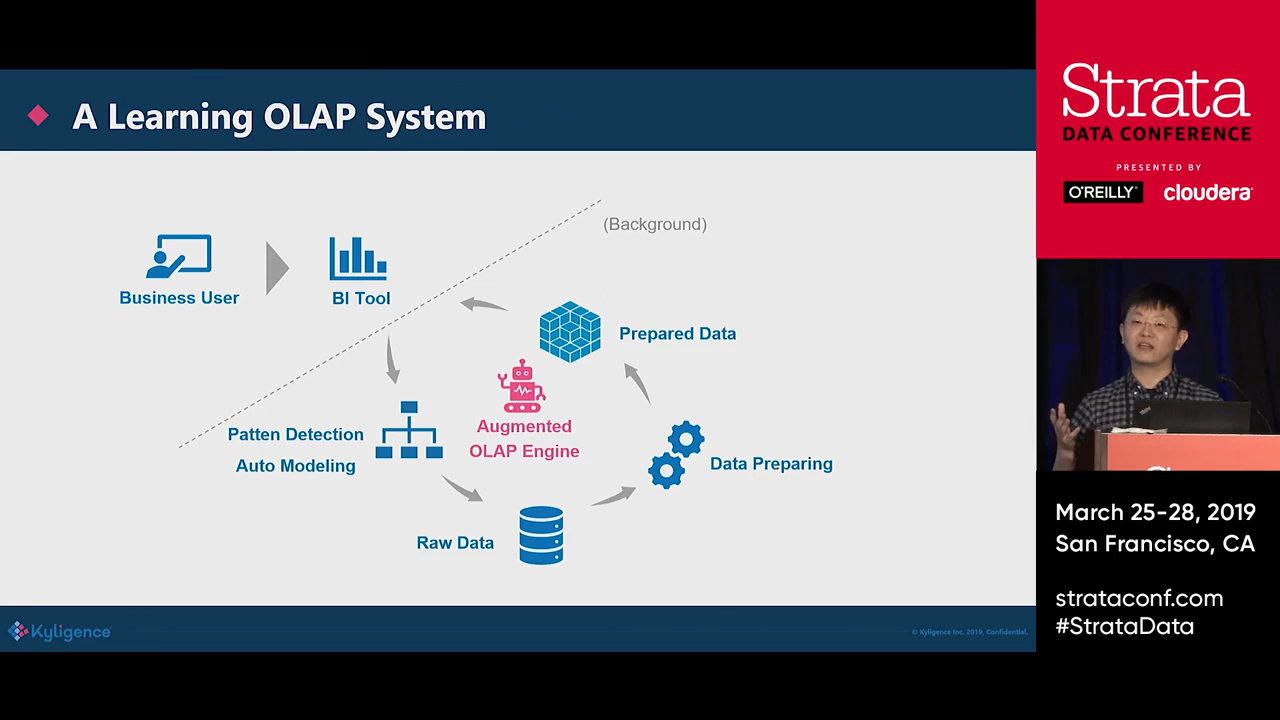 A Learning OLAP System
(Background)
Business User
BI Tool
Prepared Data
Patten Detection
Auto Modeling
Augmented
OLAP Engine
Data Preparing
Raw Data
Kyligence
© Kyligence Inc. 2019, Confidential.
Strata
DATA CONFERENCE
PRESENTED BY
O'REILLY
cloudera
March 25-28, 2019
San Francisco, CA
strataconf.com
#StrataData